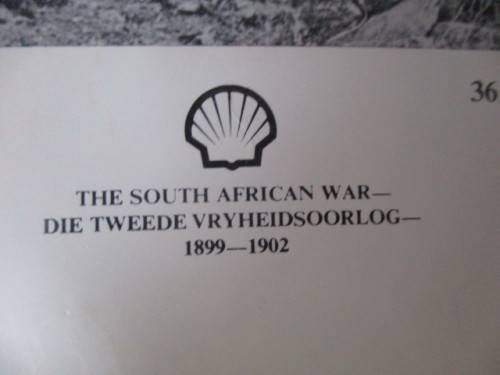 36
THE SOUTH AFRICAN WAR—
DIE TWEEDE VRYHEIDSOORLOG—
1899—1902